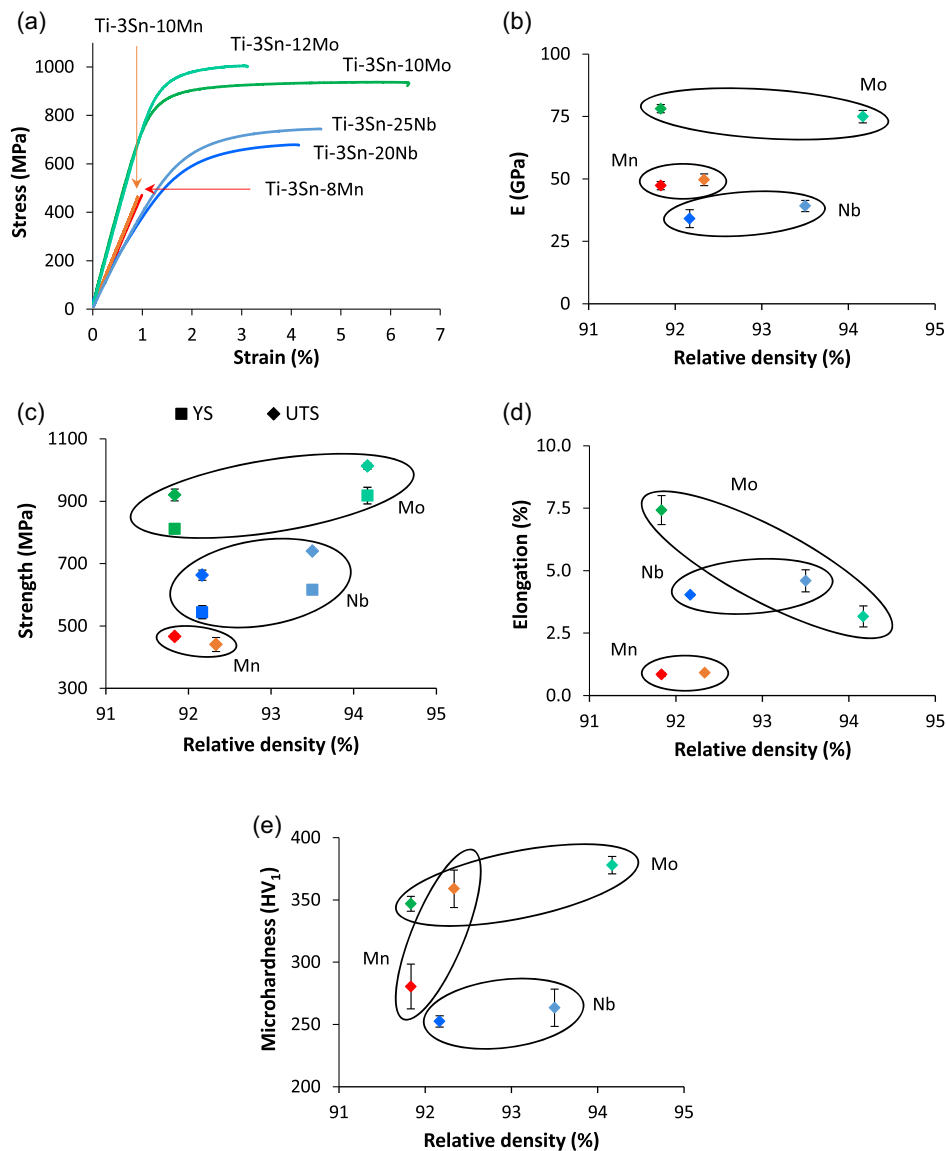 (a)
Ti-3Sn-10Mn
Ti-3Sn-12Mo
Ti-3Sn-10Mo
Ti-3Sn-25Nb
Ti-3Sn-20Nb
Ti-3Sn-8Mn
Stress (MPa)
1000
800
600
400
200
0
0 1 2 3 4 5 6 7
Strain (%)
(b)
E (GPa)
100
75
50
25
0
Mo
Mn
Nb
91 92 93 94 95
Relative density (%)
(c)
YS UTS
Strength (MPa)
1100
900
700
500
300
Mo
Nb
Mn
91 92 93 94 95
Relative density (%)
(d)
Elongation (%)
10.0
7.5
5.0
2.5
0.0
Mo
Nb
Mn
91 92 93 94 95
Relative density (%)
(e)
Microhardness (HV₁)
400
350
300
250
200
Mo
Mn
Nb
91 92 93 94 95
Relative density (%)